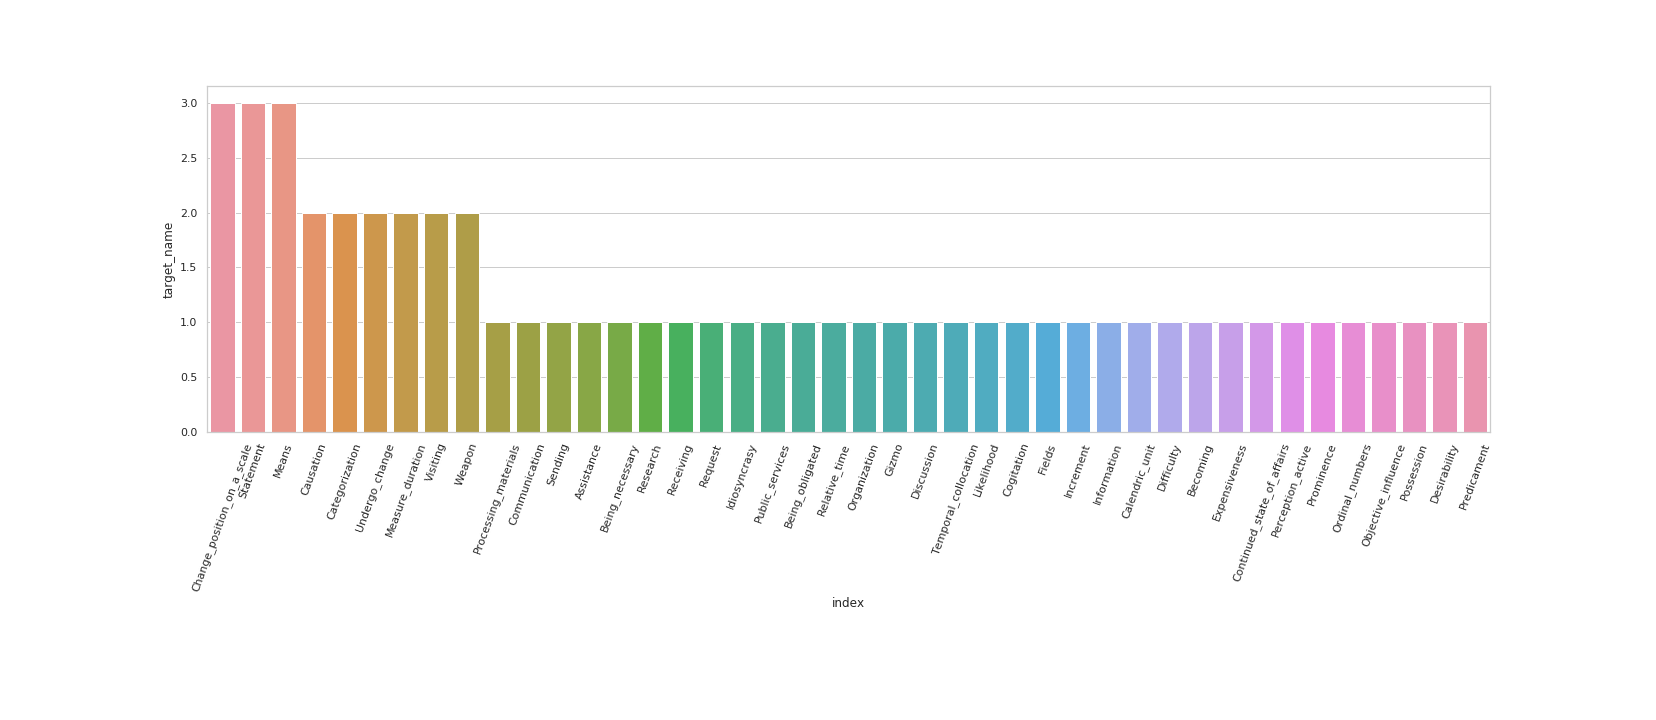 3.0
2.5
2.0
1.5
1.0
0.5
0.0
target_name
Change_position_on_a_scale
Statement
Means
Causation
Categorization
Undergo_change
Measure_duration
Visiting
Weapon
Processing_materials
Communication
Sending
Assistance
Being_necessary
Research
Receiving
Request
Idiosyncrasy
Public_services
Being_obligated
Relative_time
Organization
Gizmo
Discussion
Temporal_collocation
Likelihood
Cogitation
Fields
Increment
Information
Calendric_unit
Difficulty
Becoming
Expensiveness
Continued_state_of_affairs
Perception_active
Prominence
Ordinal_numbers
Objective_influence
Possession
Desirability
Predicament
index